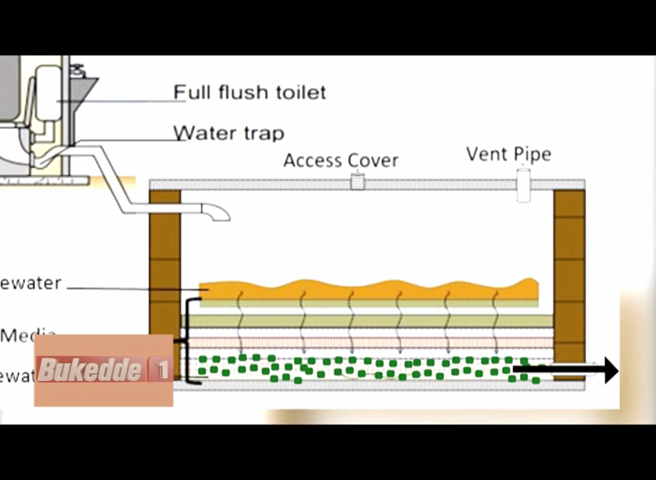 Full flush toilet
Water trap
Access Cover
Vent Pipe
ewater
Media
ewat
Bukedde 1